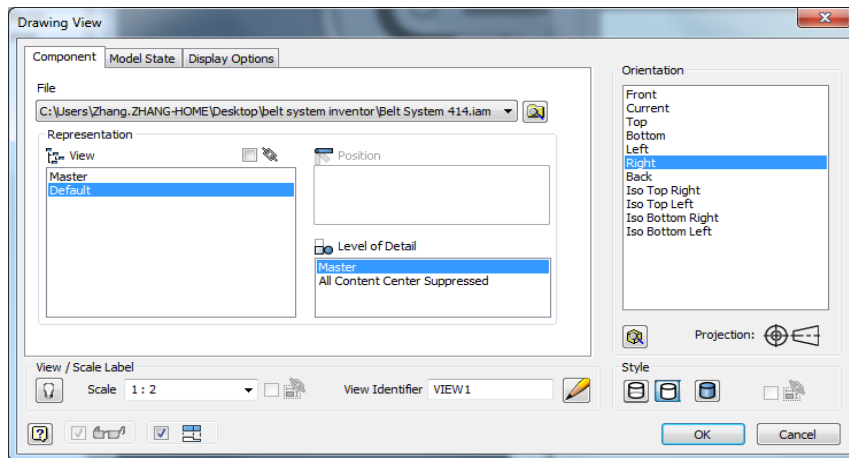 Drawing View
Component Model State Display Options
File
C:\Users\Zhang.ZHANG-HOME\Desktop\belt system inventor\Belt System 414.iam
Representation
View
Master
Default
Position
Level of Detail
Master
All Content Center Suppressed
Orientation
Front
Current
Top
Bottom
Left
Right
Back
Iso Top Right
Iso Top Left
Iso Bottom Right
Iso Bottom Left
Projection:
View / Scale Label
Scale 1 : 2
View Identifier VIEW1
Style
OK Cancel